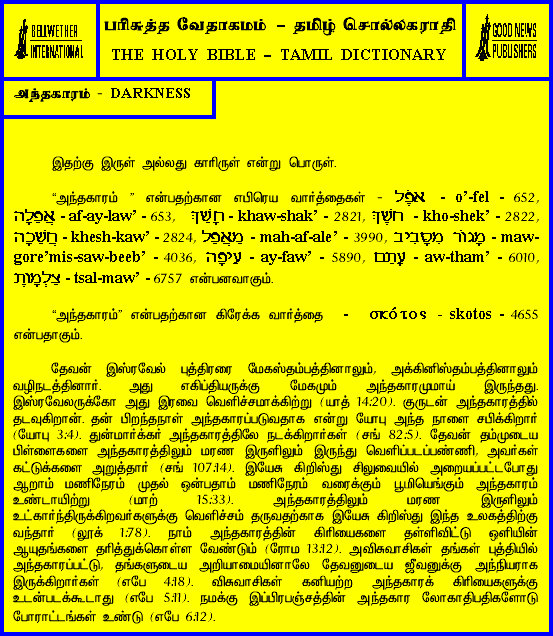 BELLWETHER
INTERNATIONAL
பரிசுத்த வேதாகமம் – தமிழ் சொல்லகராதி
THE HOLY BIBLE – TAMIL DICTIONARY
GOOD NEWS
PUBLISHERS
அந்தகாரம் - DARKNESS
இதற்கு இருள் அல்லது காரிருள் என்று பொருள்.
“அந்தகாரம் ” என்பதற்கான எபிரெய வார்த்தைகள் - אֹפֶל - o’-fel - 652,
אֲפֵלָה - af-ay-law’ - 653, חָשַׁךְ - khaw-shak’ - 2821, חֹשֶׁךְ - kho-shek’ - 2822,
חֲשֵׁכָה - khesh-kaw’ - 2824, מַאֲפֵל - mah-af-ale’ - 3990, מָגוֹר מִסָּבִיב - maw-
gore’mis-saw-beeb’ - 4036, עֵיפָה - ay-faw’ - 5890, עָתַם - aw-tham’ - 6010,
צַלְמָוֶת - tsal-maw’ - 6757 என்பனவாகும்.
“அந்தகாரம்” என்பதற்கான கிரேக்க வார்த்தை - σκότος - skotos - 4655
என்பதாகும்.
தேவன் இஸ்ரவேல் புத்திரரை மேகஸ்தம்பத்தினாலும், அக்கினிஸ்தம்பத்தினாலும்
வழிநடத்தினார். அது எகிப்தியருக்கு மேகமும் அந்தகாரமுமாய் இருந்தது.
இஸ்ரவேலருக்கோ அது இரவை வெளிச்சமாக்கிற்று (யாத் 14:20). குருடன் அந்தகாரத்தில்
தடவுகிறான். தன் பிறந்தநாள் அந்தகாரப்படுவதாக என்று யோபு அந்த நாளை சபிக்கிறார்
(யோபு 3:4). துன்மார்க்கர் அந்தகாரத்திலே நடக்கிறார்கள் (சங் 82:5). தேவன் தம்முடைய
பிள்ளைகளை அந்தகாரத்திலும் மரண இருளிலும் இருந்து வெளிப்படப்பண்ணி, அவர்கள்
கட்டுக்களை அறுத்தார் (சங் 107:14). இயேசு கிறிஸ்து சிலுவையில் அறையப்பட்டபோது
ஆறாம் மணிநேரம் முதல் ஒன்பதாம் மணிநேரம் வரைக்கும் பூமியெங்கும் அந்தகாரம்
உண்டாயிற்று (மாற் 15:33). அந்தகாரத்திலும் மரண இருளிலும்
உட்கார்ந்திருக்கிறவர்களுக்கு வெளிச்சம் தருவதற்காக இயேசு கிறிஸ்து இந்த உலகத்திற்கு
வந்தார் (லூக் 1:78). நாம் அந்தகாரத்தின் கிரியைகளை தள்ளிவிட்டு ஒளியின்
ஆயுதங்களை தரித்துக்கொள்ள வேண்டும் (ரோம 13:12). அவிசுவாசிகள் தங்கள் புத்தியில்
அந்தகாரப்பட்டு, தங்களுடைய அறியாமையினாலே தேவனுடைய ஜீவனுக்கு அந்நியராக
இருக்கிறார்கள் (எபே 4:18). விசுவாசிகள் கனியற்ற அந்தகாரக் கிரியைகளுக்கு
உடன்படக்கூடாது (எபே 5:11). நமக்கு இப்பிரபஞ்சத்தின் அந்தகார லோகாதிபதிகளோடு
போராட்டங்கள் உண்டு (எபே 6:12).